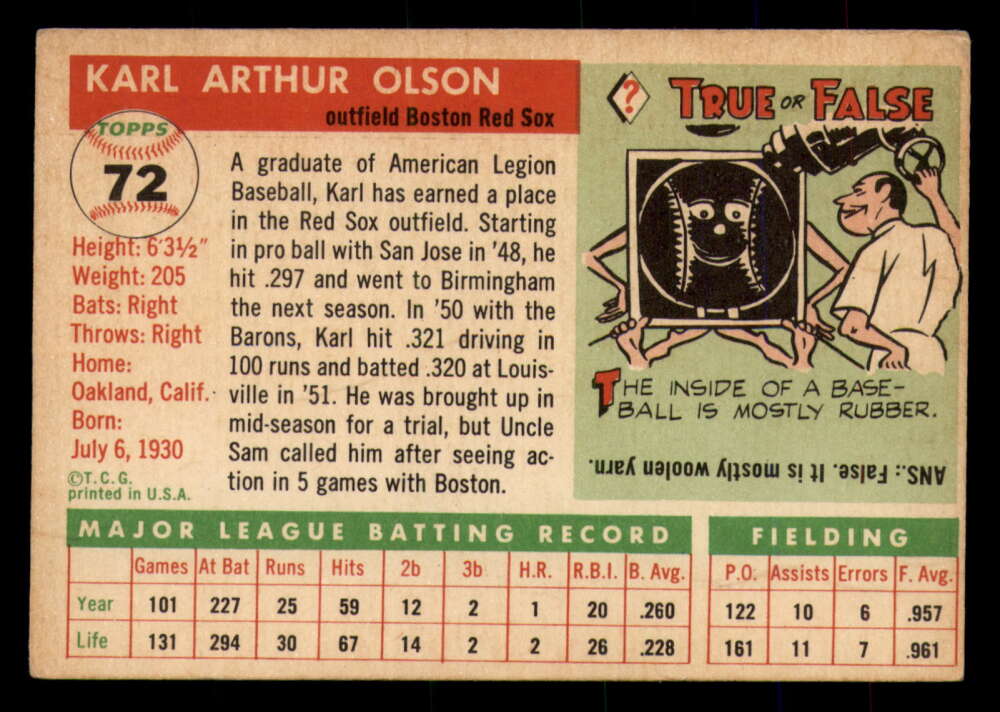 KARL ARTHUR OLSON
outfield Boston Red Sox
TOPPS
72
Height: 6'3½"
Weight: 205
Bats: Right
Throws: Right
Home:
Oakland, Calif.
Born:
July 6, 1930
©T.C.G.
printed in U.S.A.
A graduate of American Legion
Baseball, Karl has earned a place
in the Red Sox outfield. Starting
in pro ball with San Jose in '48, he
hit .297 and went to Birmingham
the next season. In '50 with the
Barons, Karl hit .321 driving in
100 runs and batted .320 at Louis-
ville in '51. He was brought up in
mid-season for a trial, but Uncle
Sam called him after seeing ac-
tion in 5 games with Boston.
? TRUE OR FALSE
THE INSIDE OF A BASE-
BALL IS MOSTLY RUBBER.
ANS.: False. It is mostly woolen yarn.
MAJOR LEAGUE BATTING RECORD
Games At Bat Runs Hits 2b 3b H.R. R.B.I. B. Avg.
Year 101 227 25 59 12 2 1 20 .260
Life 131 294 30 67 14 2 2 26 .228
FIELDING
P.O. Assists Errors F. Avg.
122 10 6 .957
161 11 7 .961